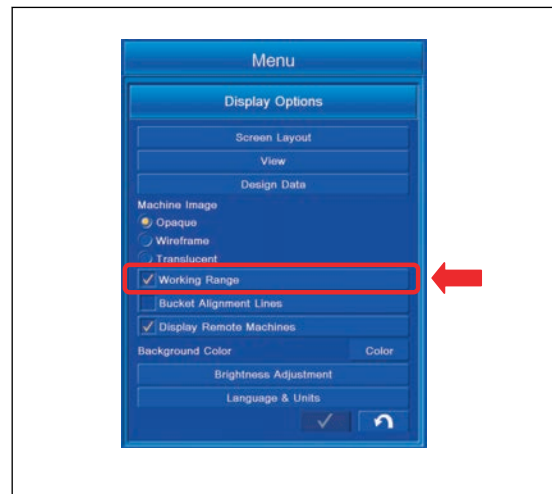 Menu
Display Options
Screen Layout
View
Design Data
Machine Image
Opaque
Wireframe
Translucent
Working Range
Bucket Alignment Lines
Display Remote Machines
Background Color Color
Brightness Adjustment
Language & Units